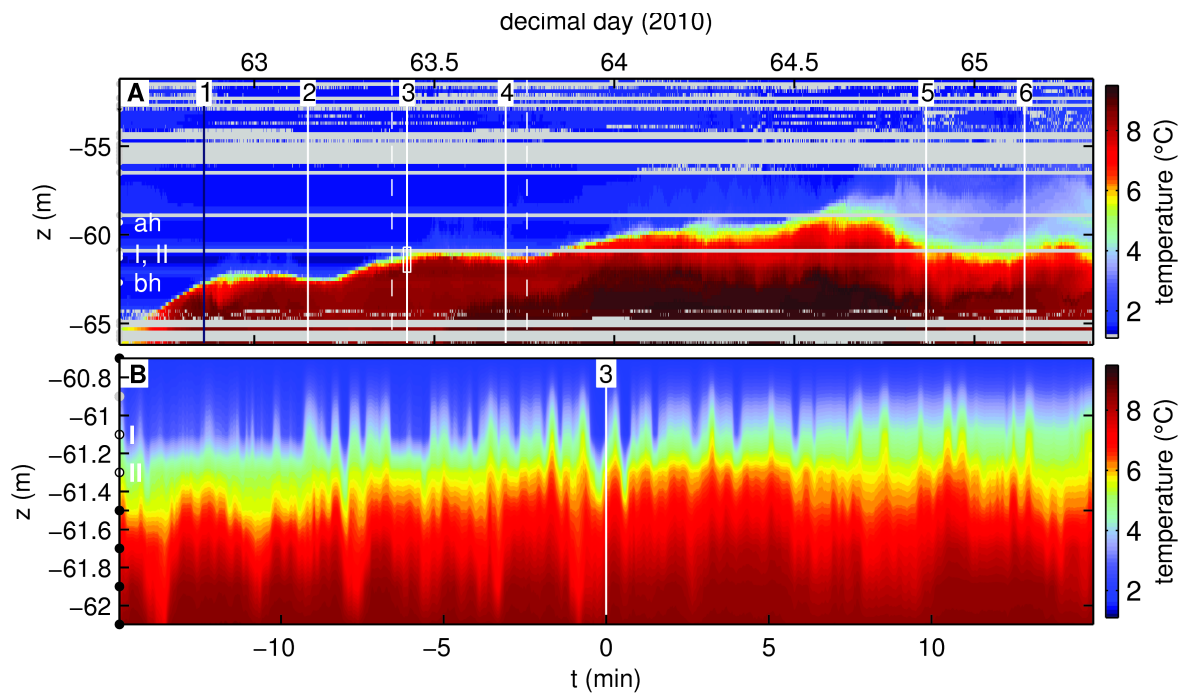 decimal day (2010)
63 63.5 64 64.5 65
A 1 2 3 4 5 6
−55
−60
−65
z (m)
ah
I, II
bh
8
6
4
2
temperature (°C)
B 3
−60.8
−61
−61.2
−61.4
−61.6
−61.8
−62
z (m)
I
II
8
6
4
2
temperature (°C)
−10 −5 0 5 10
t (min)